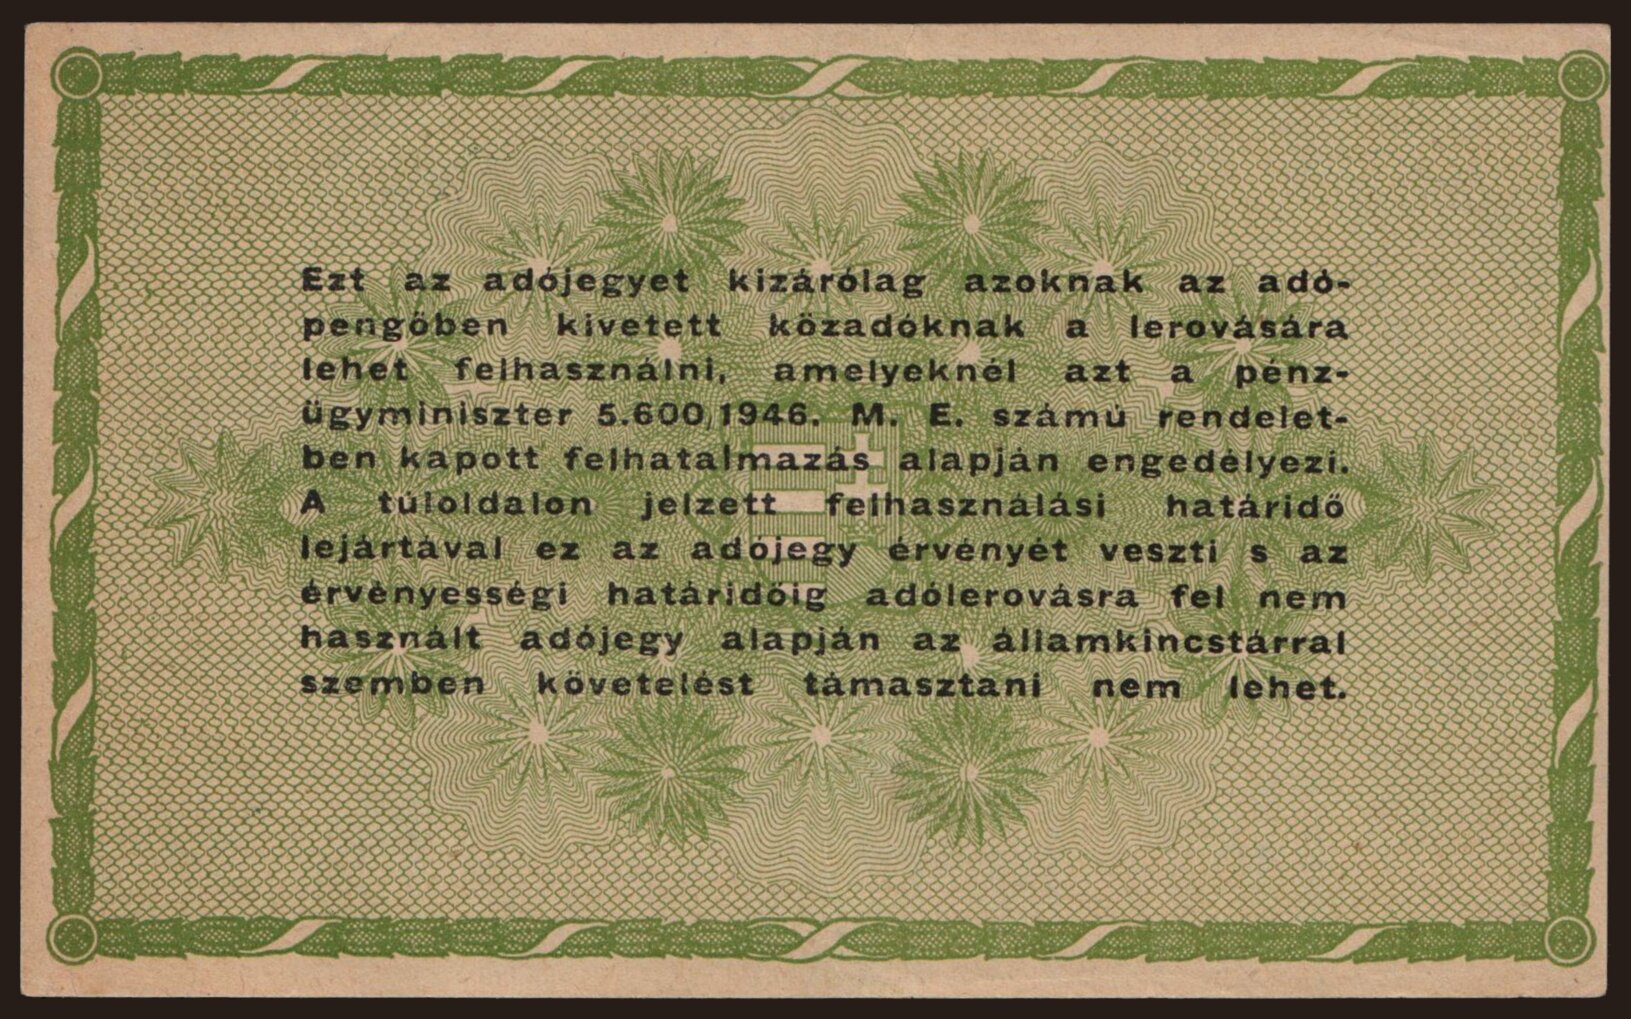 Ezt az adójegyet kizárólag azoknak az adó-
pengőben kivetett közadóknak a lerovására
lehet felhasználni, amelyeknél azt a pénz-
ügyminiszter 5.600/1946. M. E. számú rendelet-
ben kapott felhatalmazás alapján engedélyezi.
A túloldalon jelzett felhasználási határidő
lejártával ez az adójegy érvényét veszti s az
érvényességi határidőig adólerovásra fel nem
használt adójegy alapján az államkincstárral
szemben követelést támasztani nem lehet.